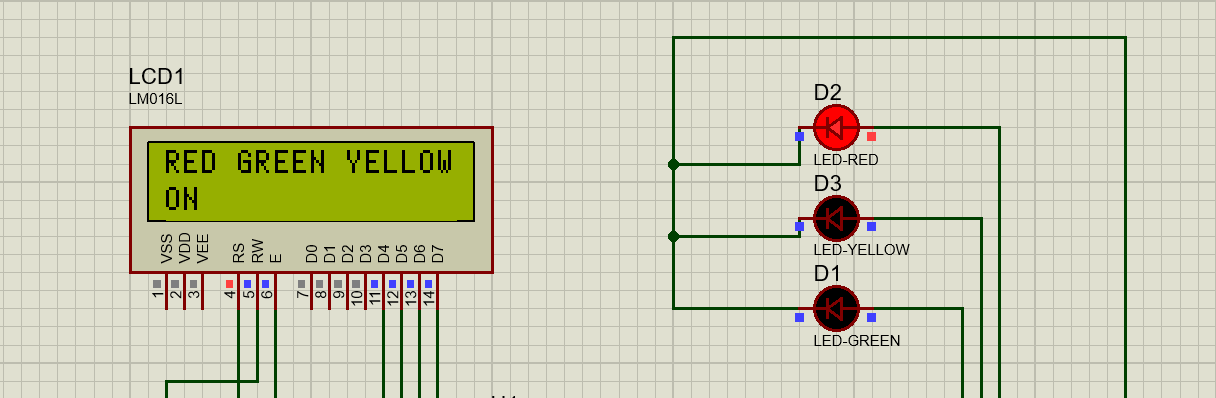 LCD1
LM016L
RED GREEN YELLOW
ON
VSS VDD VEE RS RW E D0 D1 D2 D3 D4 D5 D6 D7
1 2 3 4 5 6 7 8 9 10 11 12 13 14
D2
LED-RED
D3
LED-YELLOW
D1
LED-GREEN